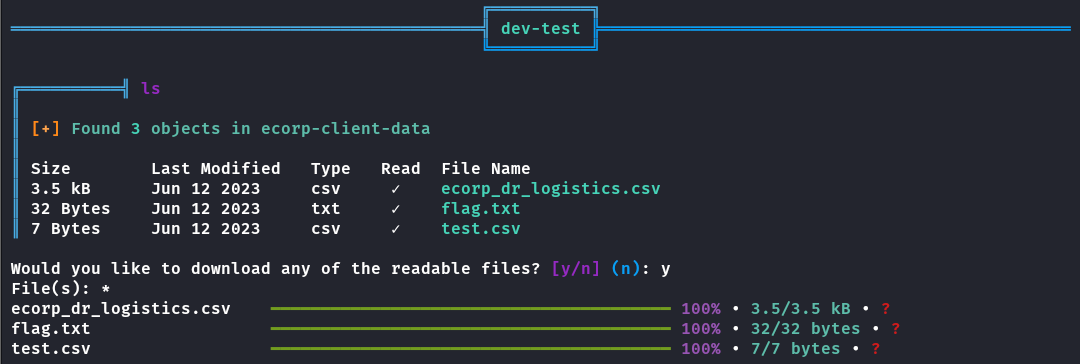 dev-test
ls
[+] Found 3 objects in ecorp-client-data
Size Last Modified Type Read File Name
3.5 kB Jun 12 2023 csv ✓ ecorp_dr_logistics.csv
32 Bytes Jun 12 2023 txt ✓ flag.txt
7 Bytes Jun 12 2023 csv ✓ test.csv
Would you like to download any of the readable files? [y/n] (n): y
File(s): *
ecorp_dr_logistics.csv 100% • 3.5/3.5 kB • ?
flag.txt 100% • 32/32 bytes • ?
test.csv 100% • 7/7 bytes • ?